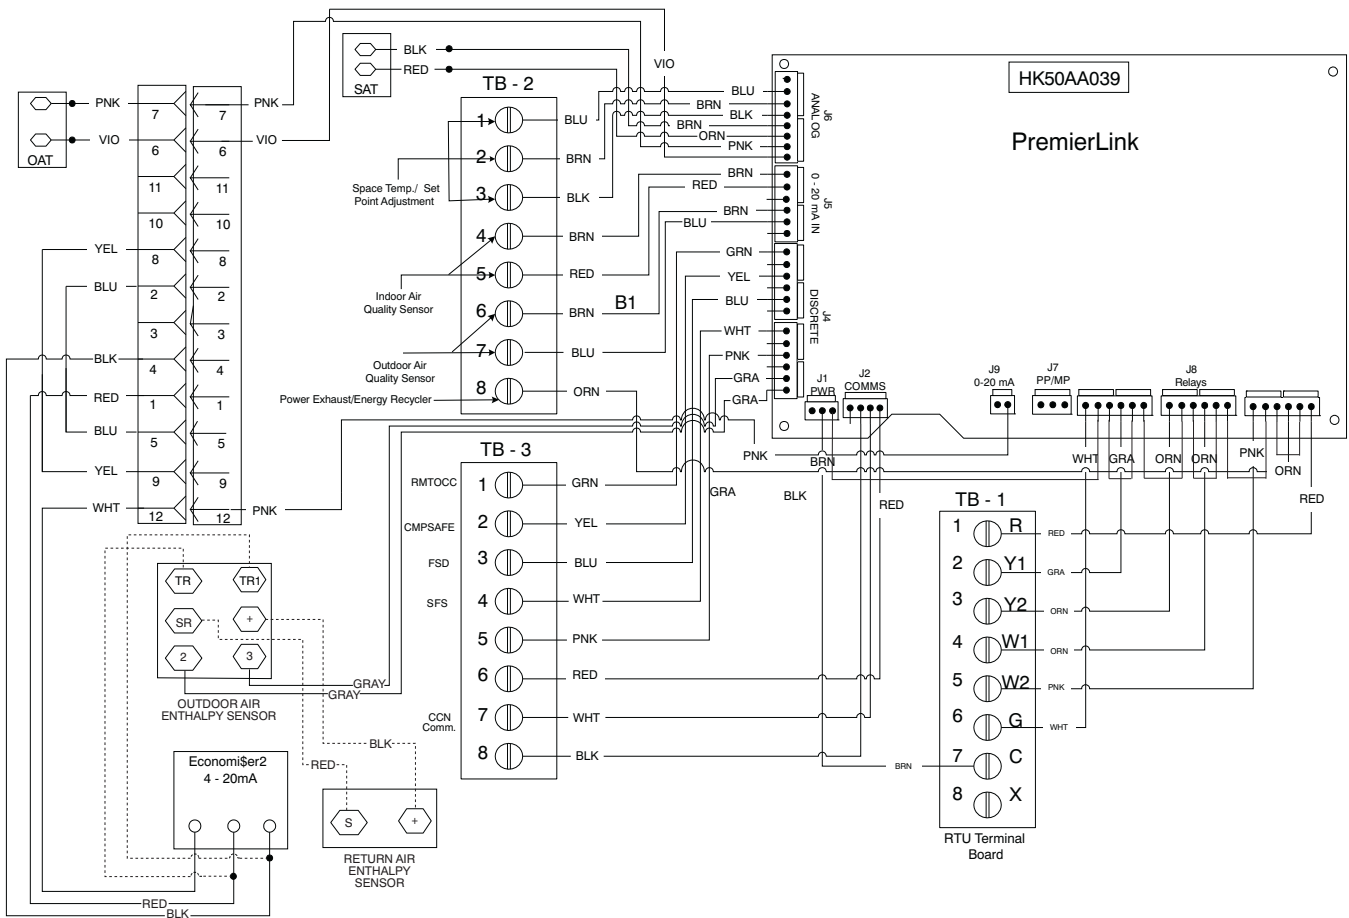 HK50AA039
PremierLink
PNK
VIO
OAT
7
6
11
10
8
2
3
4
1
5
9
12
7
6
11
10
8
2
3
4
1
5
9
12
PNK
VIO
PNK
YEL
BLU
BLK
RED
BLU
YEL
WHT
BLK
RED
SAT
VIO
TB - 2
1
2
3
4
5
6
7
8
BLU
BRN
BLK
BRN
RED
BRN
BLU
ORN
B1
Space Temp./ Set
Point Adjustment
Indoor Air
Quality Sensor
Outdoor Air
Quality Sensor
Power Exhaust/Energy Recycler
BLU
BRN
BLK
BRN
ORN
PNK
J6
ANALOG
BRN
RED
BRN
BLU
J5
0 - 20 mA IN
GRN
YEL
BLU
WHT
PNK
GRA
GRA
J4
DISCRETE
J1
PWR
J2
COMMS
J9
0-20 mA
J7
PP/MP
J8
Relays
PNK
BRN
BLK
RED
GRA
WHT
GRA
ORN
ORN
PNK
ORN
RED
TB - 3
RMTOCC
1
GRN
CMPSAFE
2
YEL
FSD
3
BLU
SFS
4
WHT
5
PNK
6
RED
CCN
Comm.
7
WHT
8
BLK
TB - 1
1
R
RED
2
Y1
GRA
3
Y2
ORN
4
W1
ORN
5
W2
PNK
6
G
WHT
7
C
BRN
8
X
RTU Terminal
Board
TR
TR1
SR
+
2
3
OUTDOOR AIR
ENTHALPY SENSOR
GRAY
GRAY
BLK
RED
Economi$er2
4 - 20mA
S
+
RETURN AIR
ENTHALPY
SENSOR
RED
BLK